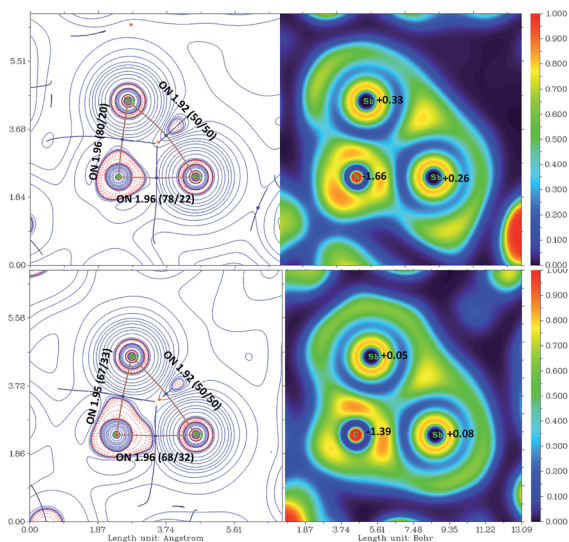 5.51
3.68
1.84
0.00
ON 1.96 (80/20)
ON 1.92 (50/50)
ON 1.96 (78/22)
Sb +0.33
-1.66
Sb +0.26
1.000
0.900
0.800
0.700
0.600
0.500
0.400
0.300
0.200
0.100
0.000
5.58
3.72
1.86
0.00
ON 1.95 (67/33)
ON 1.92 (50/50)
ON 1.96 (68/32)
Sb +0.05
-1.39
Sb +0.08
1.000
0.900
0.800
0.700
0.600
0.500
0.400
0.300
0.200
0.100
0.000
0.00 1.87 3.74 5.61
Length unit: Angstrom
1.87 3.74 5.61 7.48 9.35 11.22 13.09
Length unit: Bohr